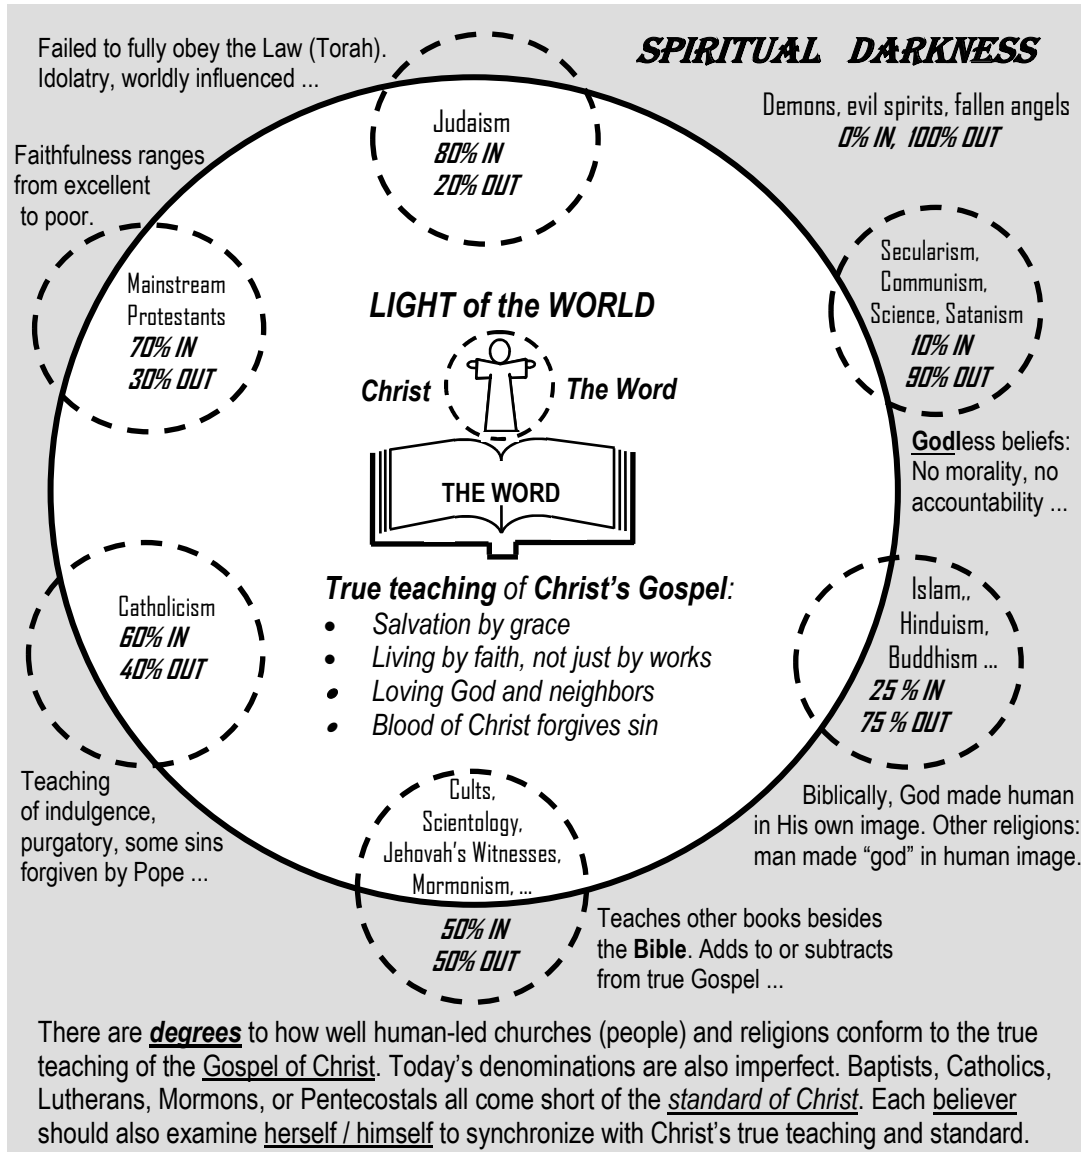 Failed to fully obey the Law (Torah).
Idolatry, worldly influenced ...
SPIRITUAL DARKNESS
Demons, evil spirits, fallen angels
0% IN, 100% OUT
Judaism
80% IN
20% OUT
Faithfulness ranges
from excellent
to poor.
Mainstream
Protestants
70% IN
30% OUT
Secularism,
Communism,
Science, Satanism
10% IN
90% OUT
Godless beliefs:
No morality, no
accountability ...
LIGHT of the WORLD
Christ The Word
THE WORD
True teaching of Christ's Gospel:
• Salvation by grace
• Living by faith, not just by works
• Loving God and neighbors
• Blood of Christ forgives sin
Catholicism
60% IN
40% OUT
Teaching
of indulgence,
purgatory, some sins
forgiven by Pope ...
Islam,,
Hinduism,
Buddhism ...
25 % IN
75 % OUT
Biblically, God made human
in His own image. Other religions:
man made “god” in human image.
Cults,
Scientology,
Jehovah's Witnesses,
Mormonism, ...
50% IN
50% OUT
Teaches other books besides
the Bible. Adds to or subtracts
from true Gospel ...
There are degrees to how well human-led churches (people) and religions conform to the true
teaching of the Gospel of Christ. Today's denominations are also imperfect. Baptists, Catholics,
Lutherans, Mormons, or Pentecostals all come short of the standard of Christ. Each believer
should also examine herself / himself to synchronize with Christ's true teaching and standard.